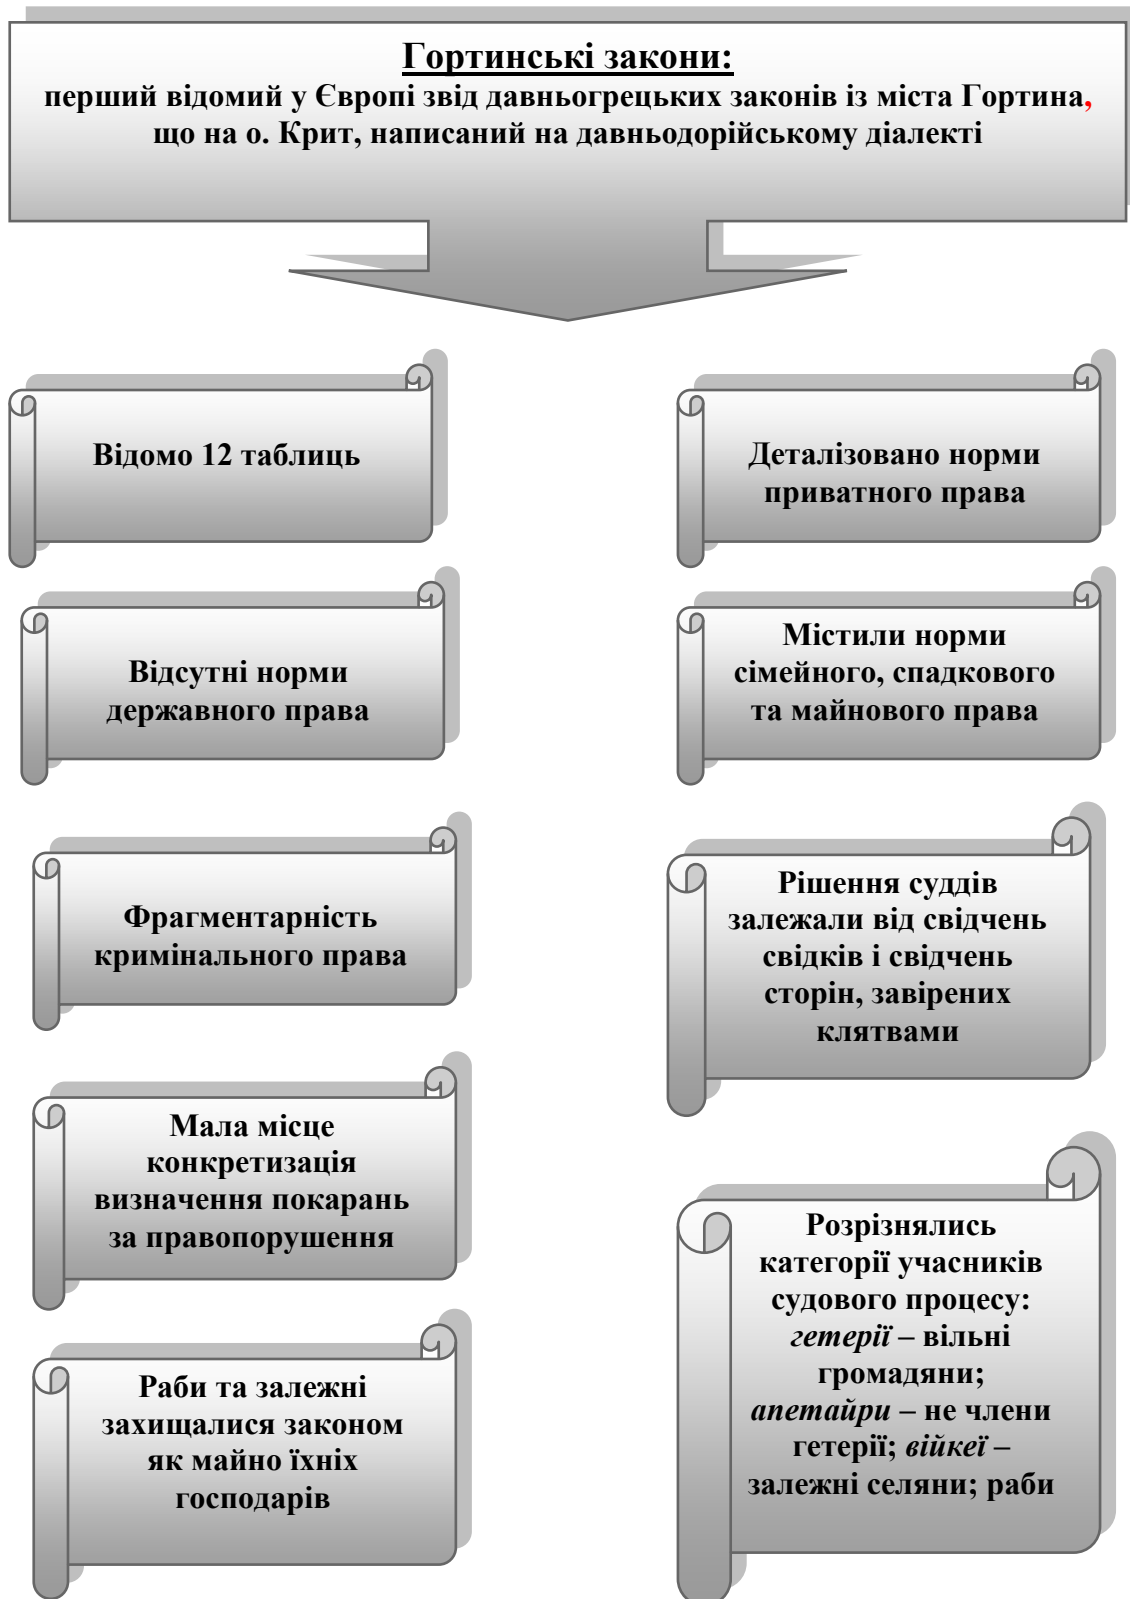 Гортинські закони:
перший відомий у Європі звід давньогрецьких законів із міста Гортина,
що на о. Крит, написаний на давньодорійському діалекті
Відомо 12 таблиць
Відсутні норми
державного права
Фрагментарність
кримінального права
Мала місце
конкретизація
визначення покарань
за правопорушення
Раби та залежні
захищалися законом
як майно їхніх
господарів
Деталізовано норми
приватного права
Містили норми
сімейного, спадкового
та майнового права
Рішення суддів
залежали від свідчень
свідків і свідчень
сторін, завірених
клятвами
Розрізнялись
категорії учасників
судового процесу:
гетерії – вільні
громадяни;
апетайри – не члени
гетерії; війкеї –
залежні селяни; раби